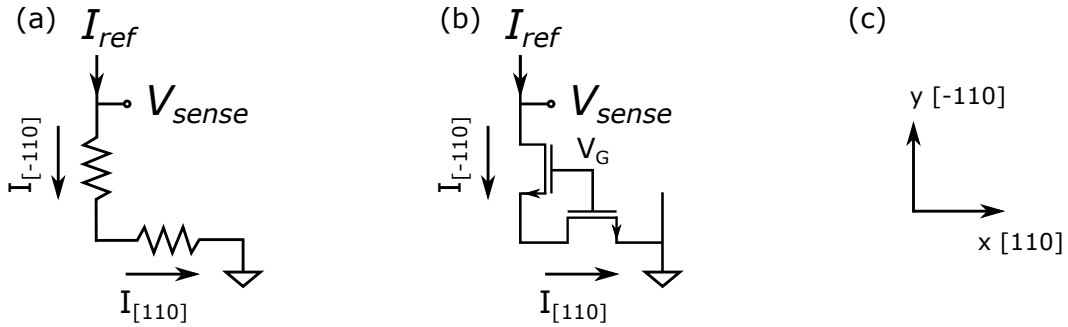 (a)
I_ref
V_sense
I_[-110]
I_[110]
(b)
I_ref
V_sense
V_G
I_[-110]
I_[110]
(c)
y [-110]
x [110]